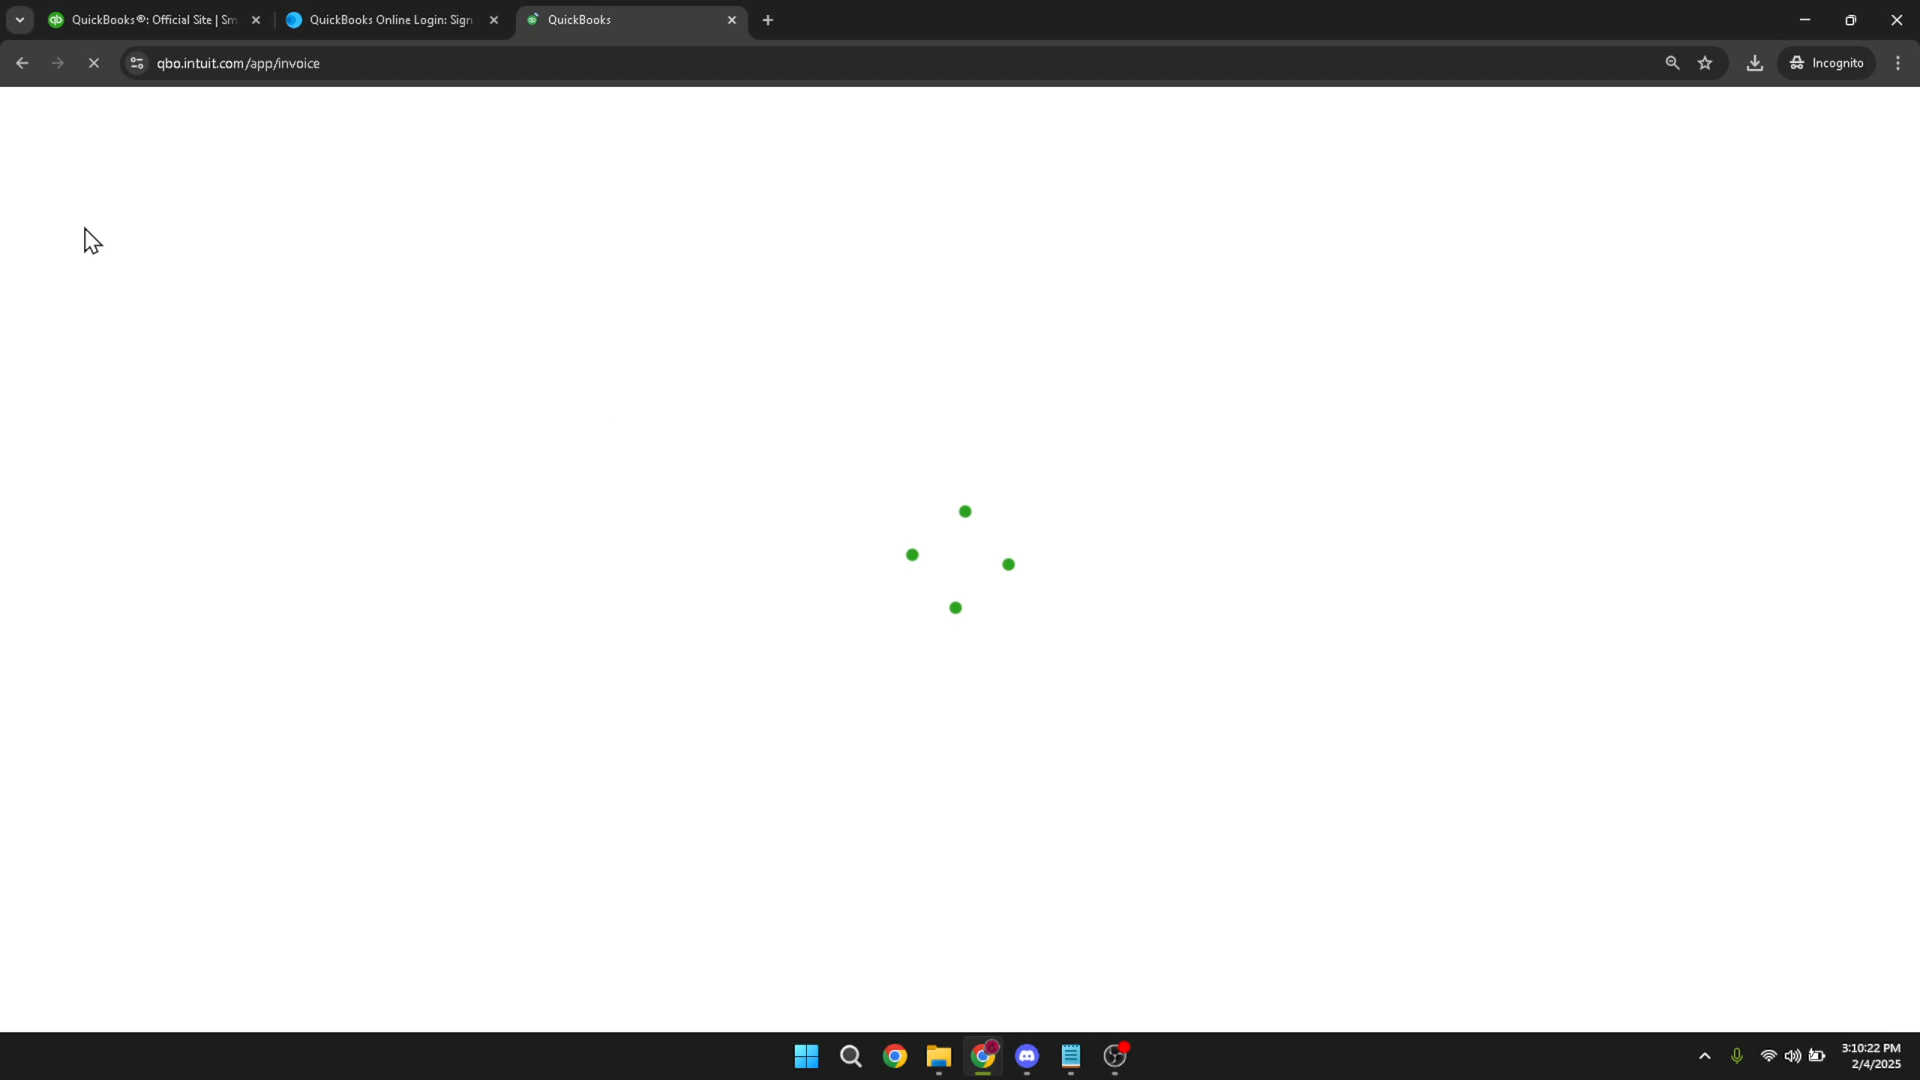 QuickBooks®: Official Site | Sm
QuickBooks Online Login: Sign
QuickBooks
qbo.intuit.com/app/invoice
Incognito
3:10:22 PM
2/4/2025